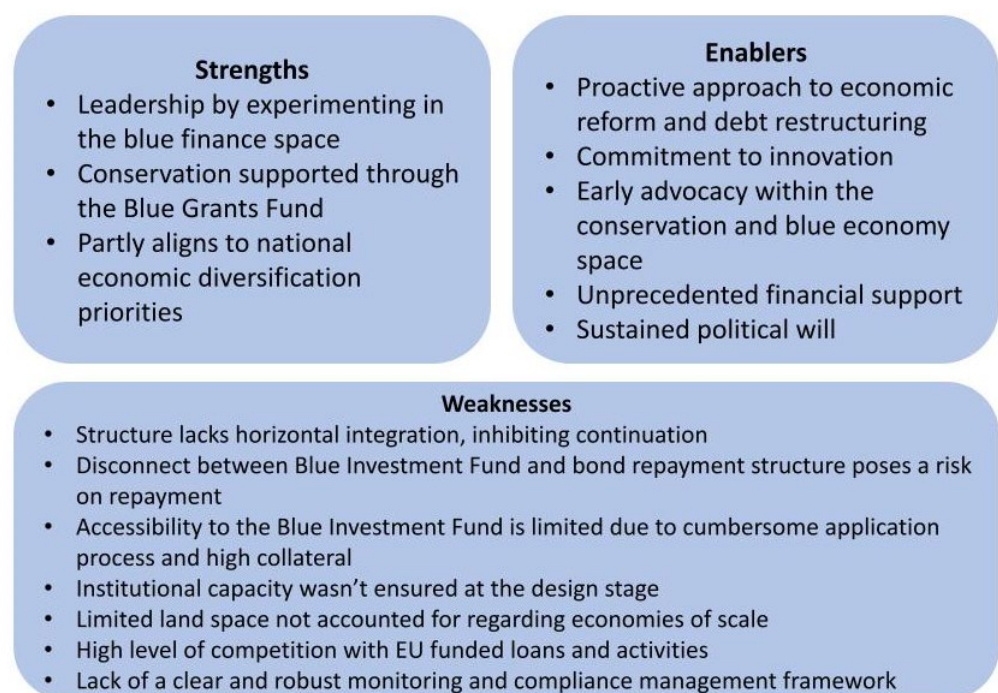 Strengths
• Leadership by experimenting in
the blue finance space
• Conservation supported through
the Blue Grants Fund
• Partly aligns to national
economic diversification
priorities
Enablers
• Proactive approach to economic
reform and debt restructuring
• Commitment to innovation
• Early advocacy within the
conservation and blue economy
space
• Unprecedented financial support
• Sustained political will
Weaknesses
• Structure lacks horizontal integration, inhibiting continuation
• Disconnect between Blue Investment Fund and bond repayment structure poses a risk
on repayment
• Accessibility to the Blue Investment Fund is limited due to cumbersome application
process and high collateral
• Institutional capacity wasn’t ensured at the design stage
• Limited land space not accounted for regarding economies of scale
• High level of competition with EU funded loans and activities
• Lack of a clear and robust monitoring and compliance management framework